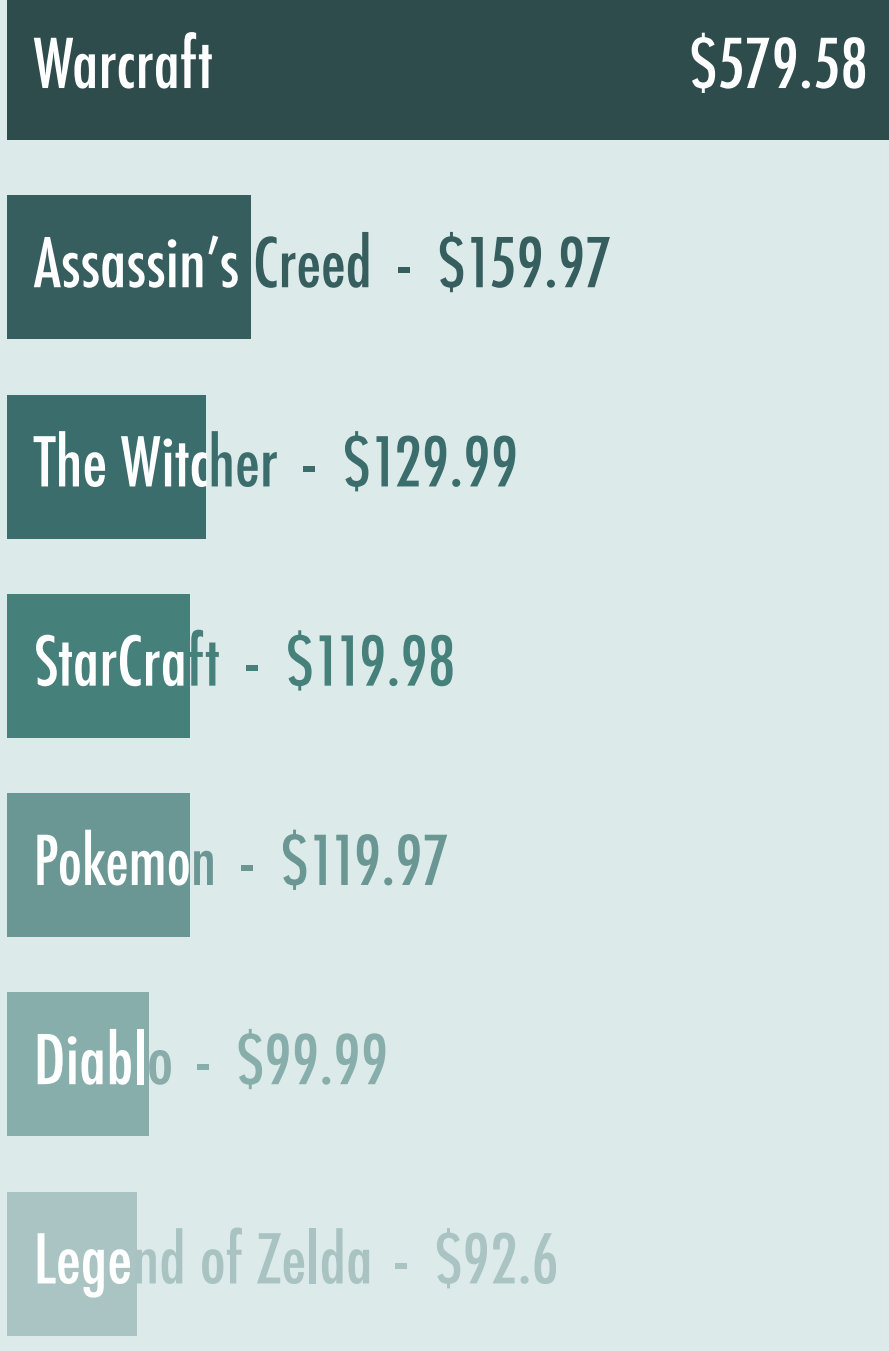 Warcraft $579.58
Assassin’s Creed - $159.97
The Witcher - $129.99
StarCraft - $119.98
Pokemon - $119.97
Diablo - $99.99
Legend of Zelda - $92.6